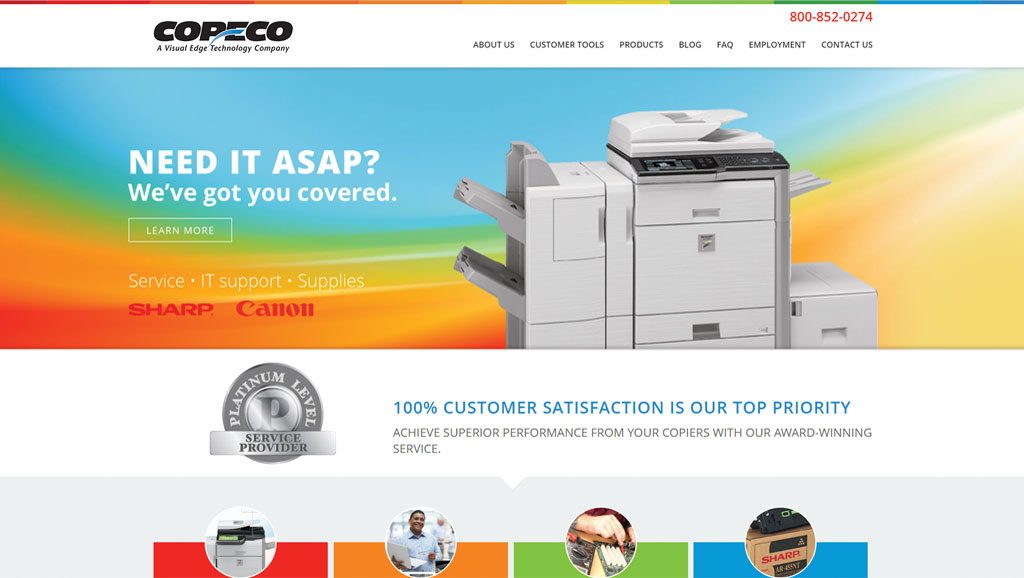 800-852-0274
COPECO
A Visual Edge Technology Company
ABOUT US CUSTOMER TOOLS PRODUCTS BLOG FAQ EMPLOYMENT CONTACT US
NEED IT ASAP?
We've got you covered.
LEARN MORE
Service • IT support • Supplies
SHARP Canon
PLATINUM LEVEL
P
SERVICE
PROVIDER
100% CUSTOMER SATISFACTION IS OUR TOP PRIORITY
ACHIEVE SUPERIOR PERFORMANCE FROM YOUR COPIERS WITH OUR AWARD-WINNING
SERVICE.
SHARP
AR-455NT